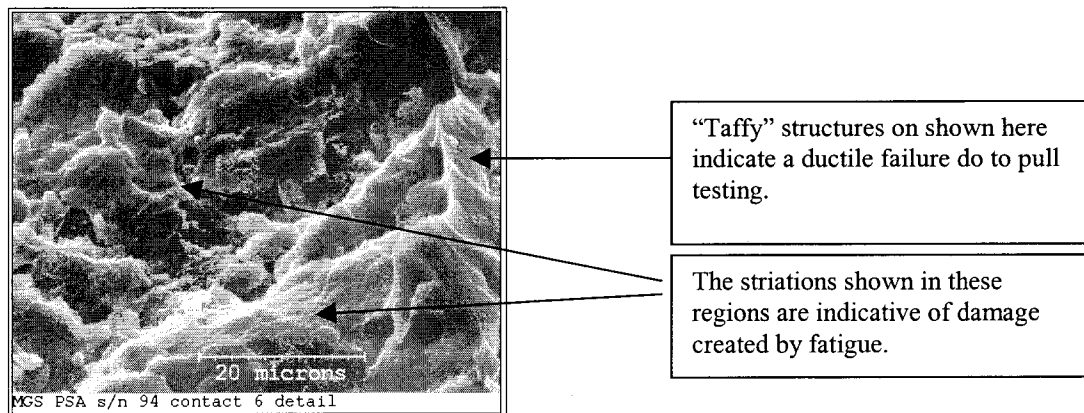 “Taffy” structures on shown here
indicate a ductile failure do to pull
testing.
The striations shown in these
regions are indicative of damage
created by fatigue.
20 microns
MGS PSA s/n 94 contact 6 detail